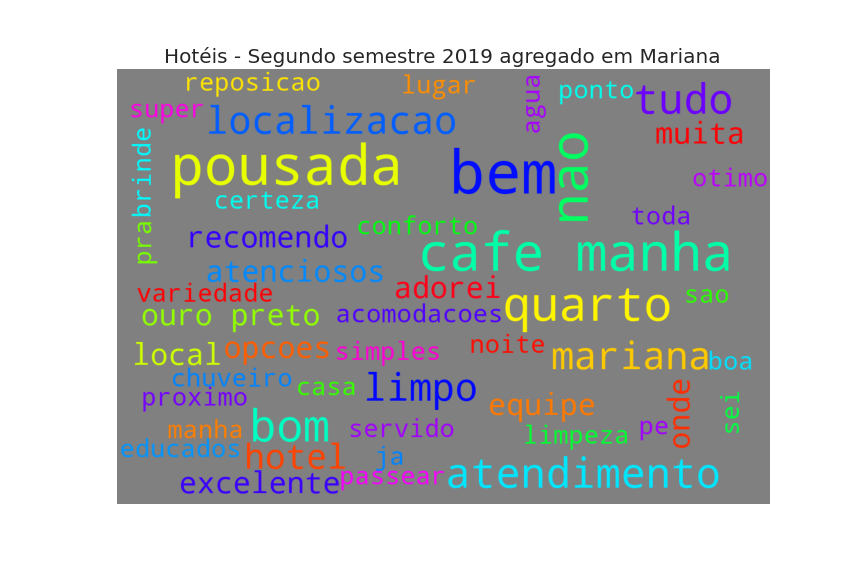 Hotéis - Segundo semestre 2019 agregado em Mariana
reposicao
lugar
agua
ponto
tudo
super
localizacao
muita
brinde
pousada
bem
nao
otimo
certeza
toda
pra
recomendo
conforto
cafe manha
atenciosos
variedade
adorei
quarto
sao
ouro preto
acomodacoes
local
opcoes
simples
noite
mariana
boa
chuveiro
casa
limpo
proximo
equipe
onde
sei
manha
bom
servido
limpeza
pe
educados
hotel
ja
excelente
passear
atendimento